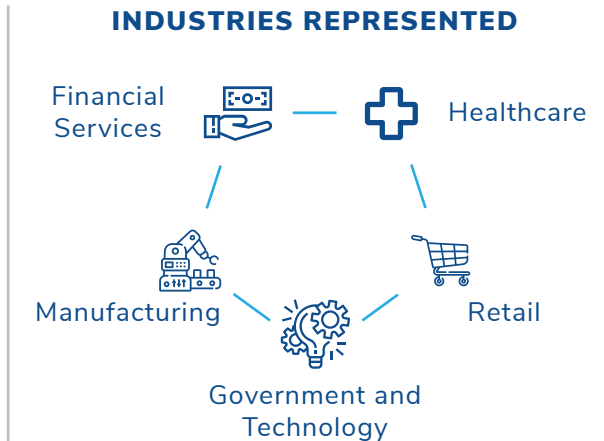 INDUSTRIES REPRESENTED
Financial
Services
Healthcare
Manufacturing
Retail
Government and
Technology